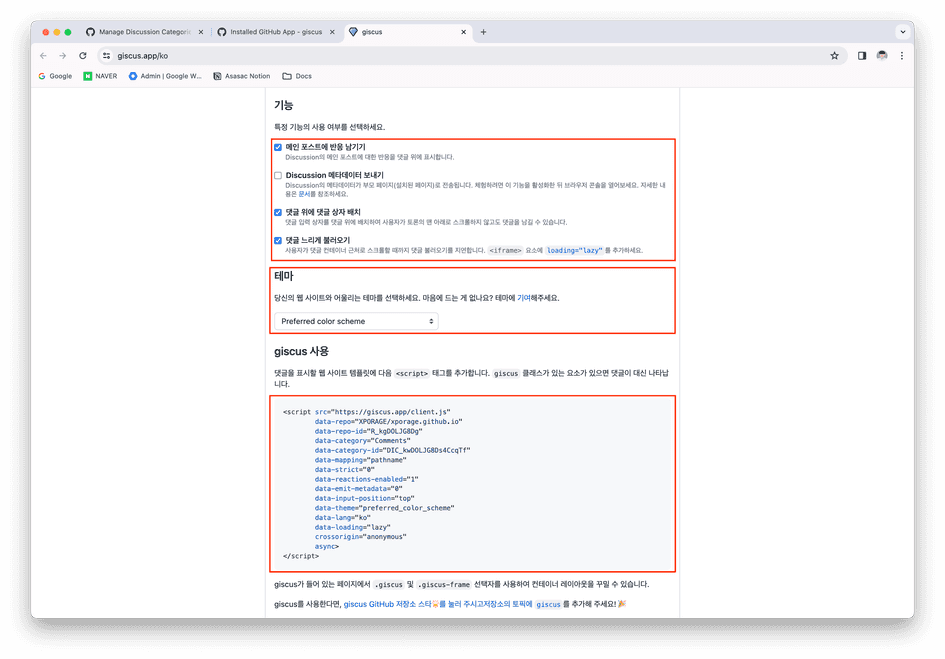 Manage Discussion Categori
Installed GitHub App - giscus
giscus
giscus.app/ko
Google
NAVER
Admin | Google W...
Asasac Notion
Docs
기능
특정 기능의 사용 여부를 선택하세요.
메인 포스트에 반응 남기기
Discussion의 메인 포스트에 대한 반응을 댓글 위에 표시합니다.
Discussion 메타데이터 보내기
Discussion의 메타데이터가 부모 페이지(설치된 페이지)로 전송됩니다. 체험하려면 이 기능을 활성화한 뒤 브라우저 콘솔을 열어보세요. 자세한 내
용은 문서를 참조하세요.
댓글 위에 댓글 상자 배치
댓글 입력 상자를 댓글 위에 배치하여 사용자가 토론의 맨 아래로 스크롤하지 않고도 댓글을 남길 수 있습니다.
댓글 느리게 불러오기
사용자가 댓글 컨테이너 근처로 스크롤할 때까지 댓글 불러오기를 지연합니다. <iframe> 요소에 loading="lazy" 를 추가하세요.
테마
당신의 웹 사이트와 어울리는 테마를 선택하세요. 마음에 드는 게 없나요? 테마에 기여해주세요.
Preferred color scheme
giscus 사용
댓글을 표시할 웹 사이트 템플릿에 다음 <script> 태그를 추가합니다. giscus 클래스가 있는 요소가 있으면 댓글이 대신 나타납
니다.
<script src="https://giscus.app/client.js"
data-repo="XPORAGE/xporage.github.io"
data-repo-id="R_kgDOLJG8Dg"
data-category="Comments"
data-category-id="DIC_kwDOLJG8Ds4CcqTf"
data-mapping="pathname"
data-strict="0"
data-reactions-enabled="1"
data-emit-metadata="0"
data-input-position="top"
data-theme="preferred_color_scheme"
data-lang="ko"
data-loading="lazy"
crossorigin="anonymous"
async>
</script>
giscus가 들어 있는 페이지에서 .giscus 및 .giscus-frame 선택자를 사용하여 컨테이너 레이아웃을 꾸밀 수 있습니다.
giscus를 사용한다면, giscus GitHub 저장소 스타🌟를 눌러 주시고저장소의 토픽에 giscus 를 추가해 주세요! 🎉